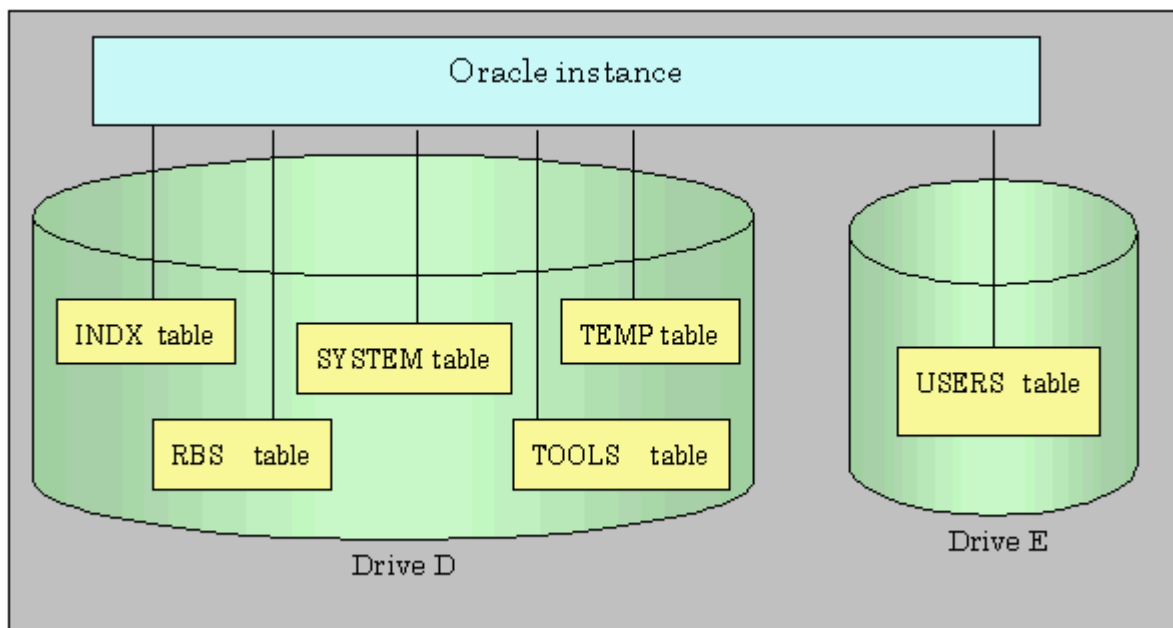 Oracle instance
INDX table
SYSTEM table
TEMP table
USERS table
RBS table
TOOLS table
Drive D
Drive E